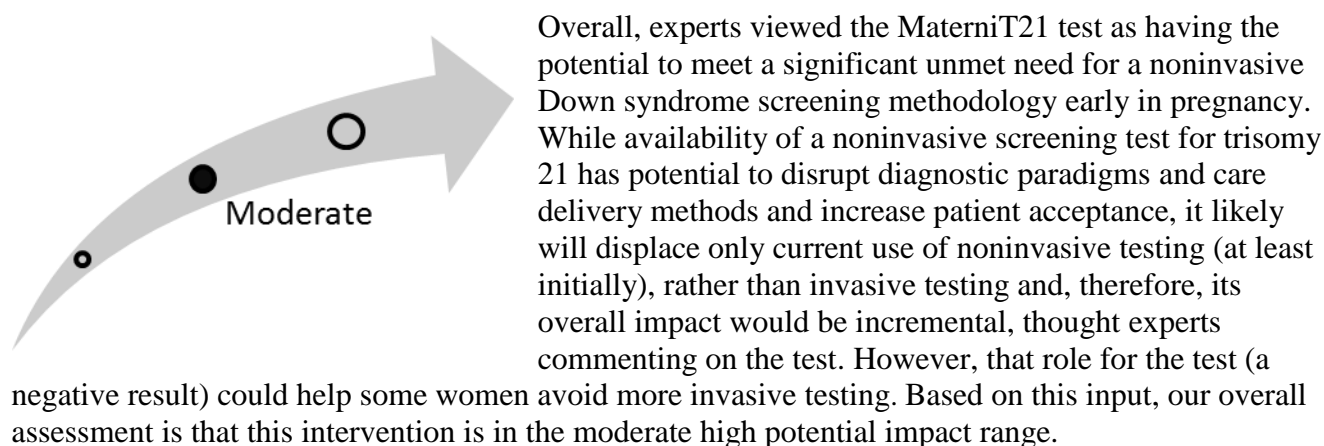 Overall, experts viewed the MaterniT21 test as having the
potential to meet a significant unmet need for a noninvasive
Down syndrome screening methodology early in pregnancy.
While availability of a noninvasive screening test for trisomy
21 has potential to disrupt diagnostic paradigms and care
delivery methods and increase patient acceptance, it likely
will displace only current use of noninvasive testing (at least
initially), rather than invasive testing and, therefore, its
overall impact would be incremental, thought experts
commenting on the test. However, that role for the test (a
negative result) could help some women avoid more invasive testing. Based on this input, our overall
assessment is that this intervention is in the moderate high potential impact range.
Moderate